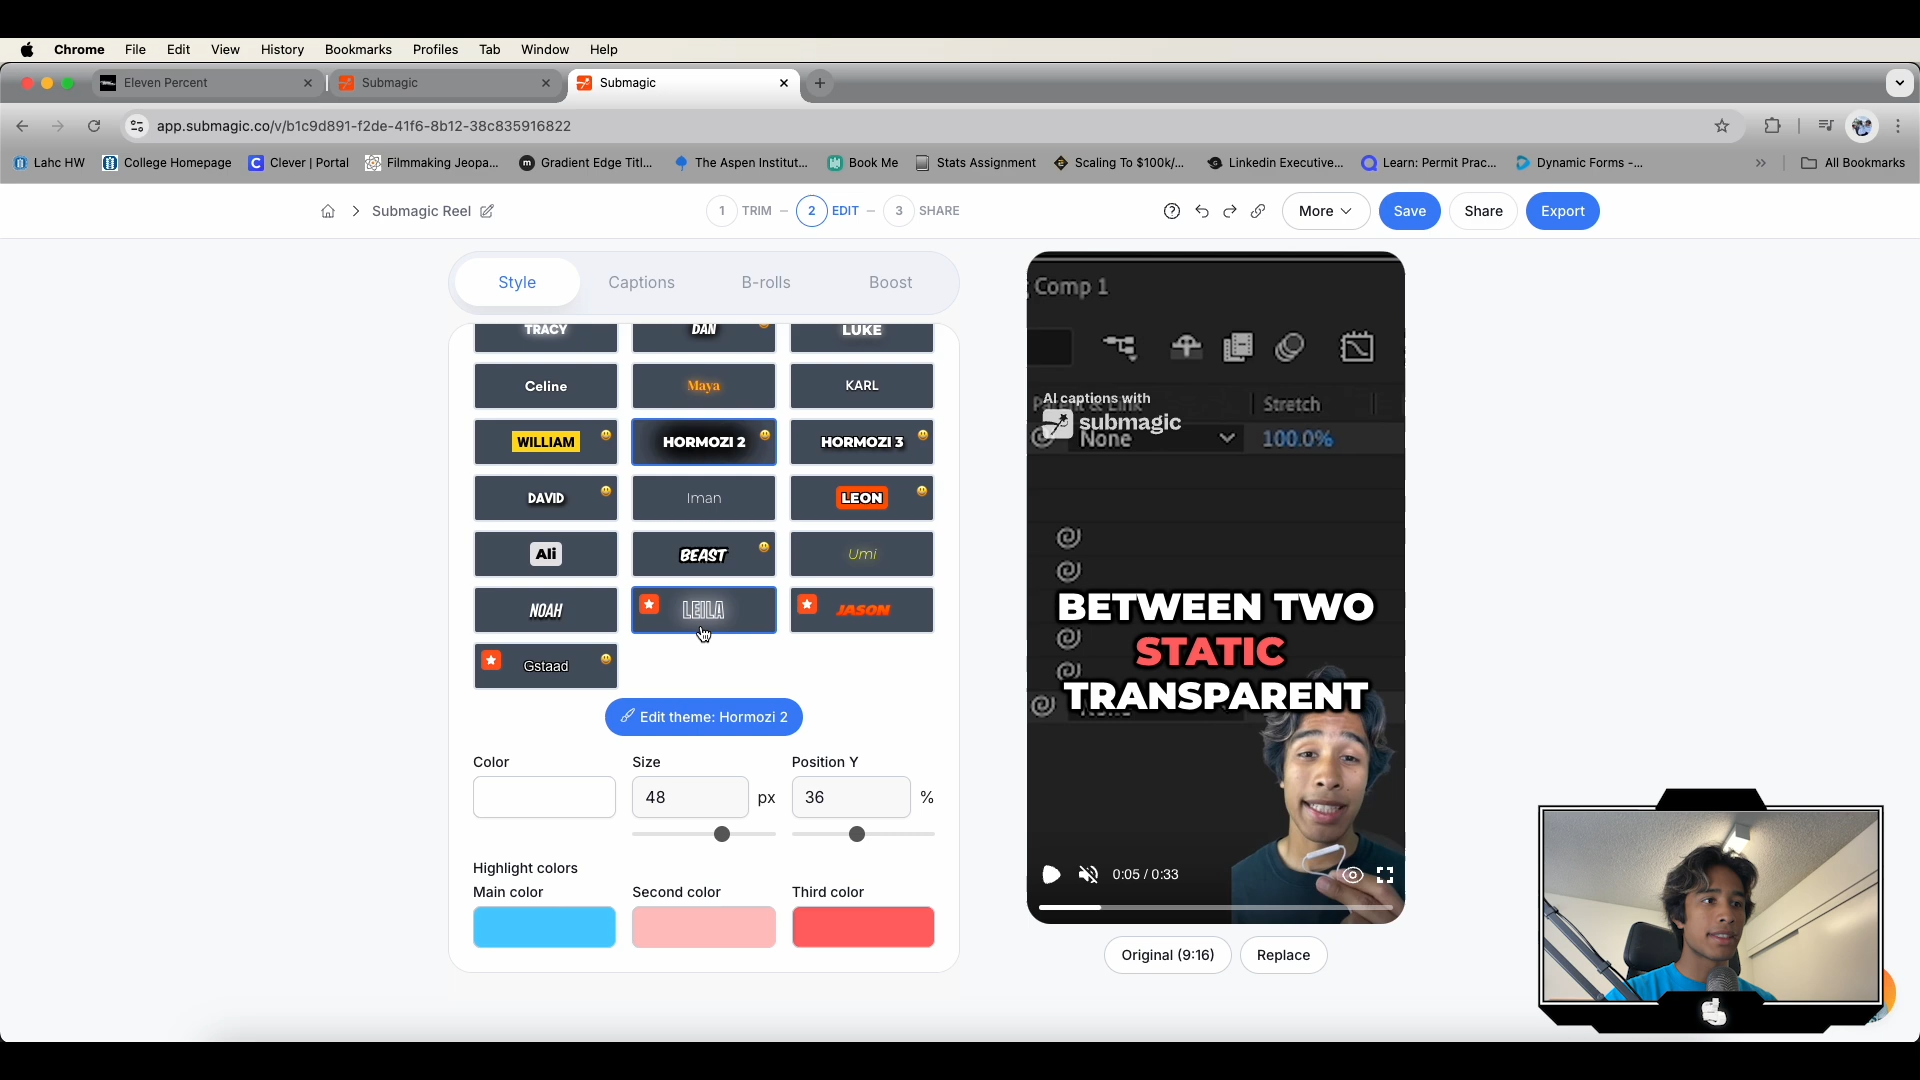 Chrome File Edit View History Bookmarks Profiles Tab Window Help
Eleven Percent
Submagic
Submagic
app.submagic.co/v/b1c9d891-f2de-41f6-8b12-38c835916822
Lahc HW
College Homepage
Clever | Portal
Filmmaking Jeopa...
Gradient Edge Titl...
The Aspen Institut...
Book Me
Stats Assignment
Scaling To $100k/...
Linkedin Executive...
Learn: Permit Prac...
Dynamic Forms -...
All Bookmarks
Submagic Reel
1 TRIM – 2 EDIT – 3 SHARE
More
Save
Share
Export
Style
Captions
B-rolls
Boost
TRACY
DAN
LUKE
Celine
Maya
KARL
WILLIAM
HORMOZI 2
HORMOZI 3
DAVID
Iman
LEON
Ali
BEAST
Umi
NOAH
LEILA
JASON
Gstaad
Edit theme: Hormozi 2
Color
Size
Position Y
48 px
36 %
Highlight colors
Main color
Second color
Third color
Comp 1
AI captions with
submagic
Stretch
None
100.0%
BETWEEN TWO
STATIC
TRANSPARENT
0:05 / 0:33
Original (9:16)
Replace